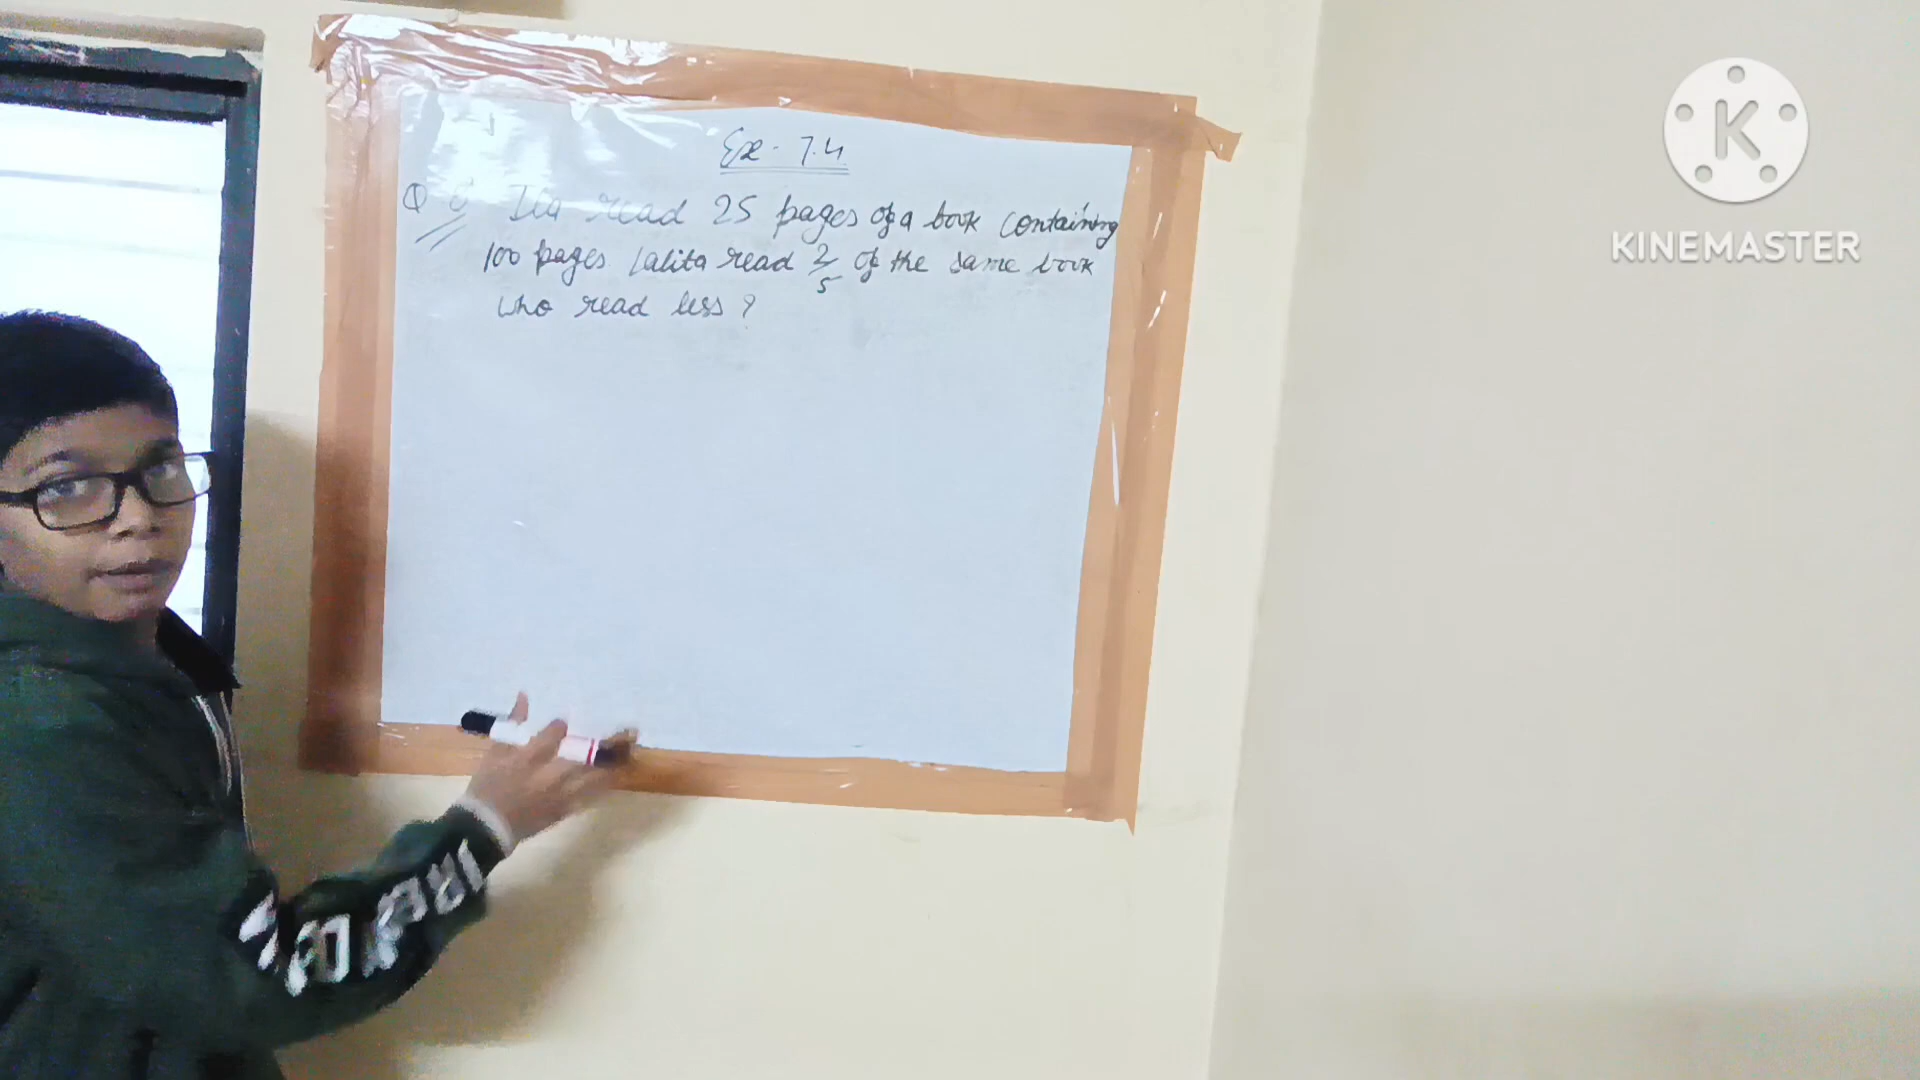 Ex - 7.4
Q 8 Ila read 25 pages of a book containing
100 pages Lalita read 2/5 of the same book
who read less ?
K
KINEMASTER